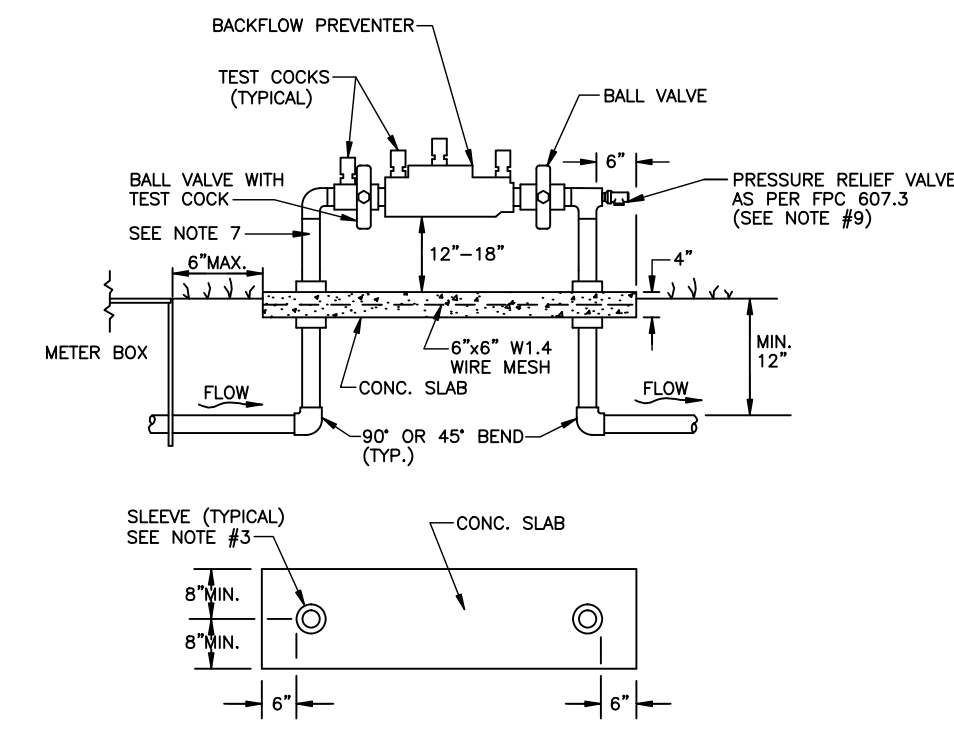 BACKFLOW PREVENTER
TEST COCKS
(TYPICAL)
BALL VALVE
6"
BALL VALVE WITH
TEST COCK
PRESSURE RELIEF VALVE
AS PER FPC 607.3
(SEE NOTE #9)
SEE NOTE 7
12"-18"
6"MAX.
4"
METER BOX
6"x6" W1.4
WIRE MESH
MIN.
12"
CONC. SLAB
FLOW
FLOW
90° OR 45° BEND
(TYP.)
SLEEVE (TYPICAL)
SEE NOTE #3
CONC. SLAB
8"MIN.
8"MIN.
6"
6"